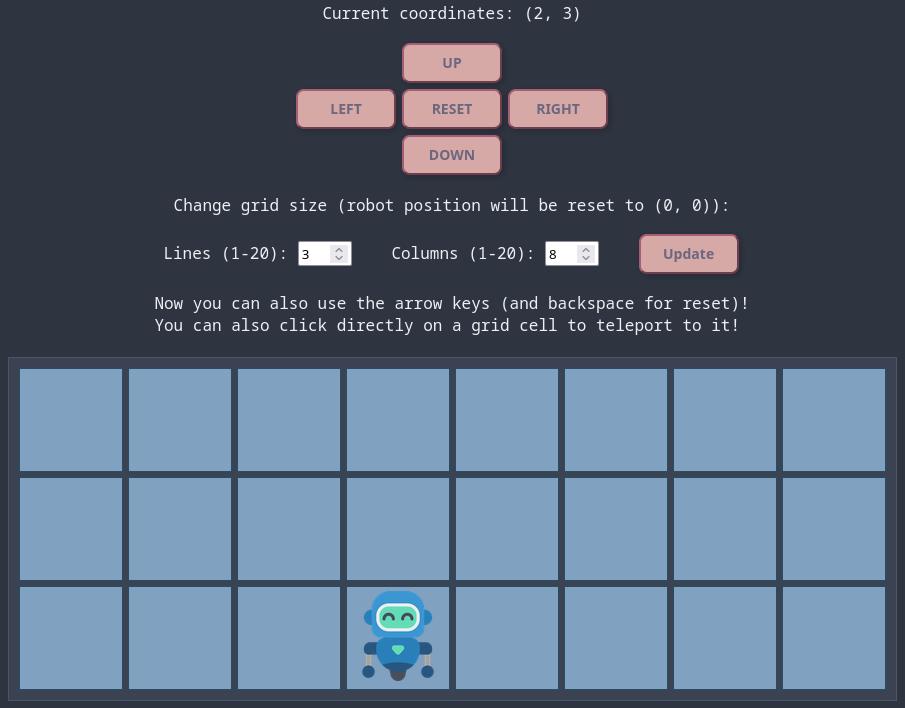 Current coordinates: (2, 3)
UP
LEFT RESET RIGHT
DOWN
Change grid size (robot position will be reset to (0, 0)):
Lines (1-20): 3 Columns (1-20): 8 Update
Now you can also use the arrow keys (and backspace for reset)!
You can also click directly on a grid cell to teleport to it!